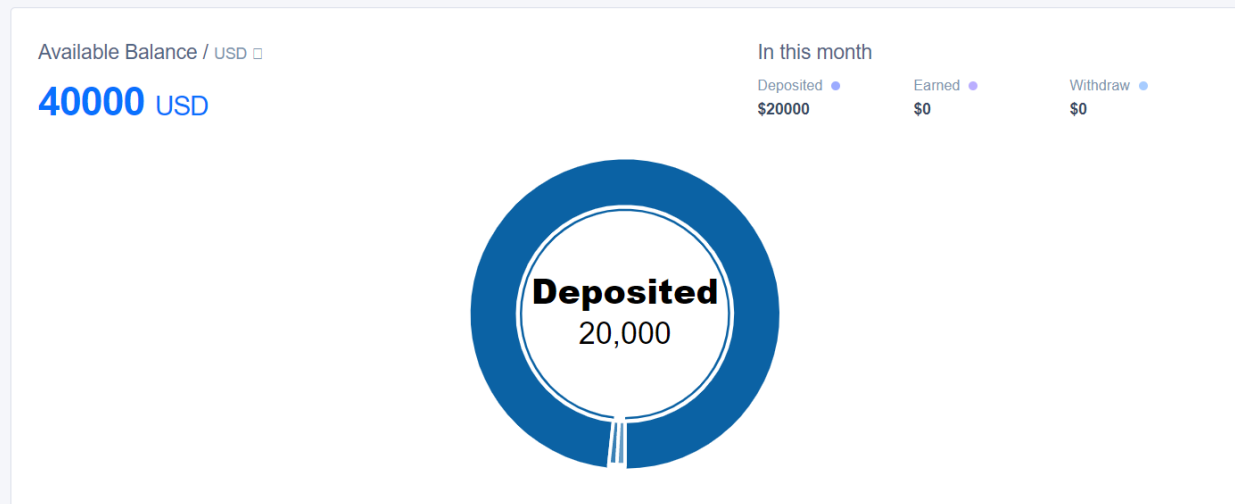 Available Balance / USD
40000 USD
In this month
Deposited
$20000
Earned
$0
Withdraw
$0
Deposited
20,000